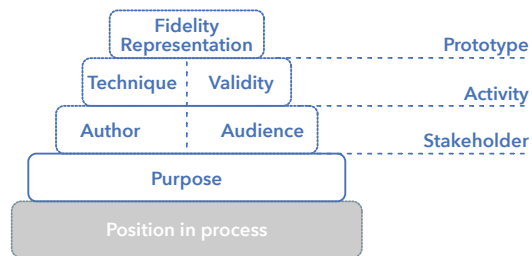 Fidelity
Representation
Prototype
Technique Validity
Activity
Author Audience
Stakeholder
Purpose
Position in process